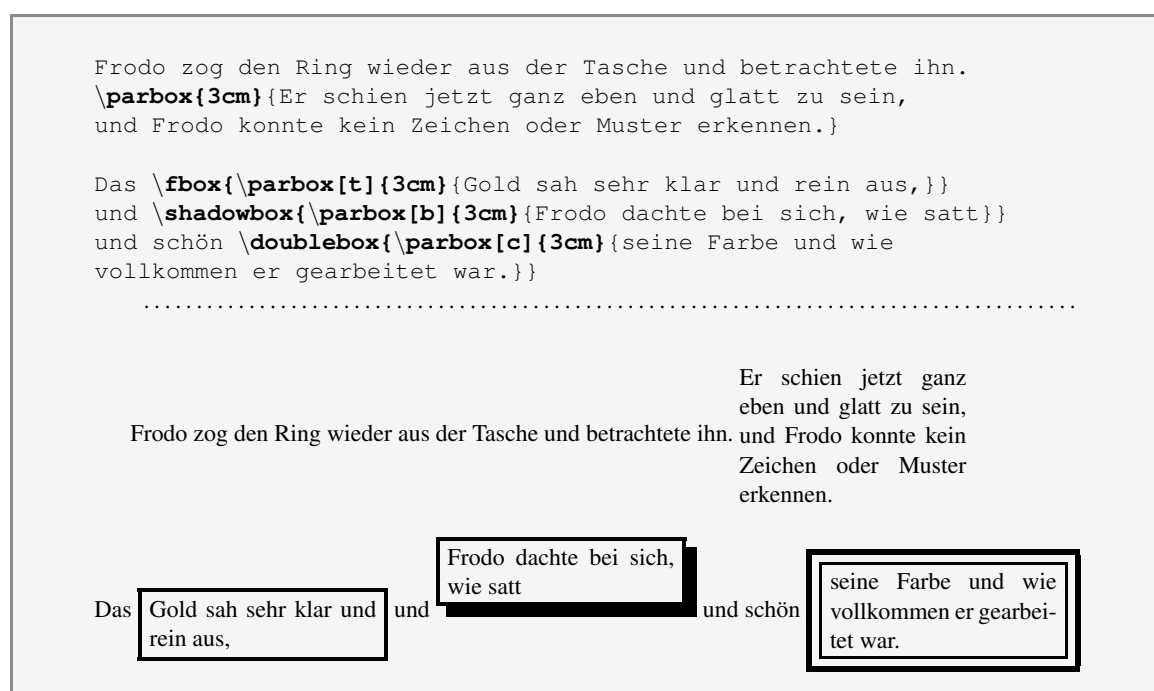 Frodo zog den Ring wieder aus der Tasche und betrachtete ihn.
\parbox{3cm}{Er schien jetzt ganz eben und glatt zu sein,
und Frodo konnte kein Zeichen oder Muster erkennen.}
Das \fbox{\parbox[t]{3cm}{Gold sah sehr klar und rein aus,}}
und \shadowbox{\parbox[b]{3cm}{Frodo dachte bei sich, wie satt}}
und schön \doublebox{\parbox[c]{3cm}{seine Farbe und wie
vollkommen er gearbeitet war.}}
Frodo zog den Ring wieder aus der Tasche und betrachtete ihn.
Er schien jetzt ganz
eben und glatt zu sein,
und Frodo konnte kein
Zeichen oder Muster
erkennen.
Das
Gold sah sehr klar und
rein aus,
und
Frodo dachte bei sich,
wie satt
und schön
seine Farbe und wie
vollkommen er gearbei-
tet war.